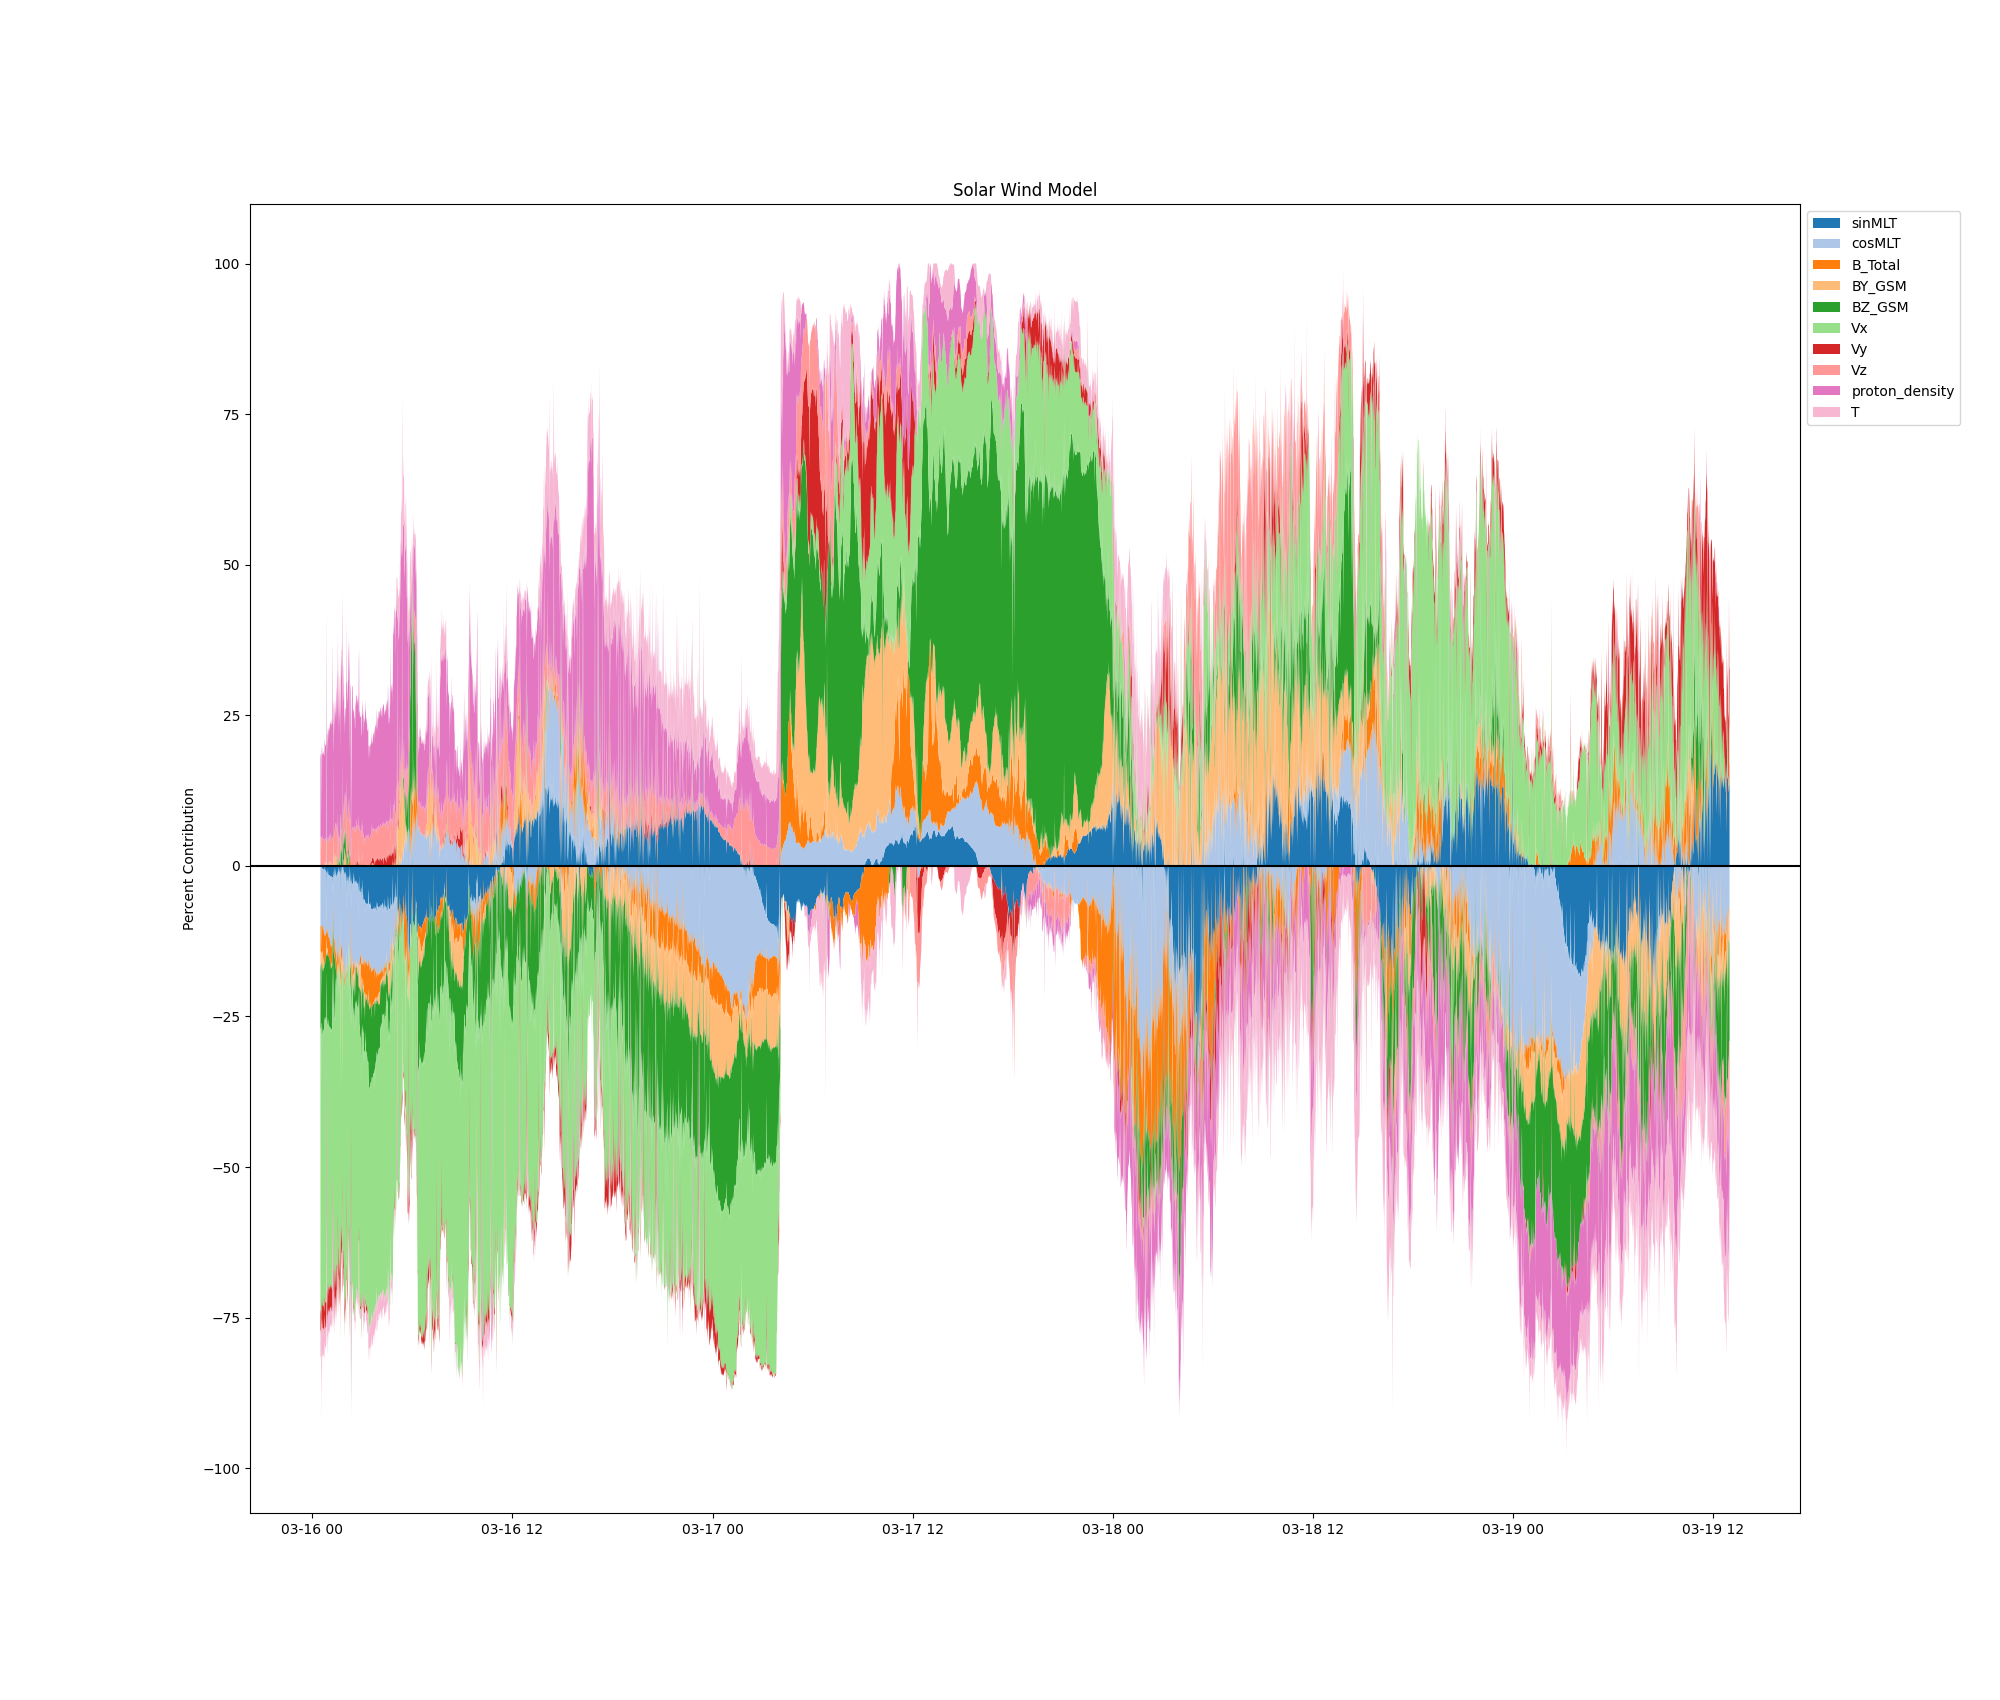 Solar Wind Model
sinMLT
cosMLT
B_Total
BY_GSM
BZ_GSM
Vx
Vy
Vz
proton_density
T
Percent Contribution
100
75
50
25
0
−25
−50
−75
−100
03-16 00
03-16 12
03-17 00
03-17 12
03-18 00
03-18 12
03-19 00
03-19 12